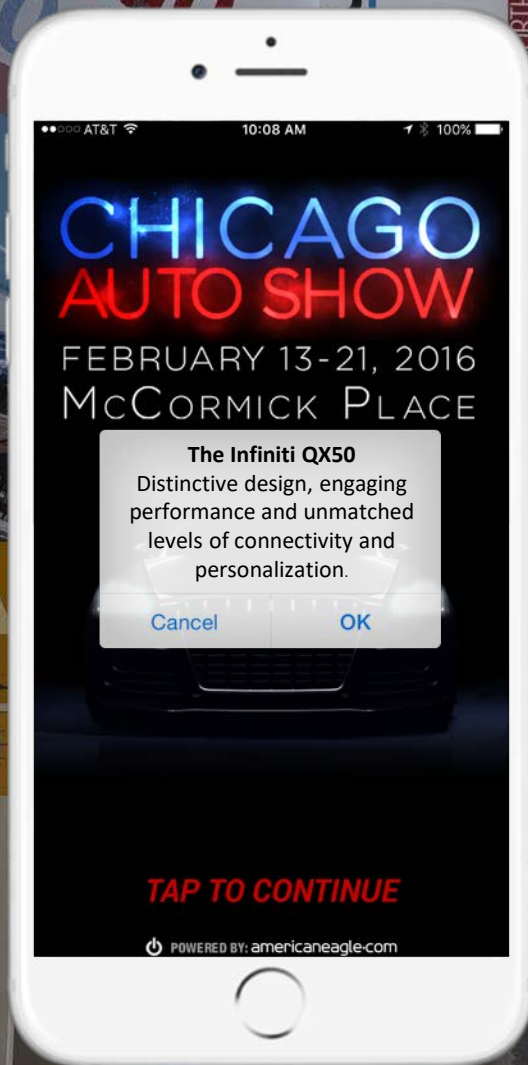 AT&T 10:08 AM 100%
CHICAGO
AUTO SHOW
FEBRUARY 13-21, 2016
MCCORMICK PLACE
The Infiniti QX50
Distinctive design, engaging
performance and unmatched
levels of connectivity and
personalization.
Cancel OK
TAP TO CONTINUE
POWERED BY: americaneagle.com